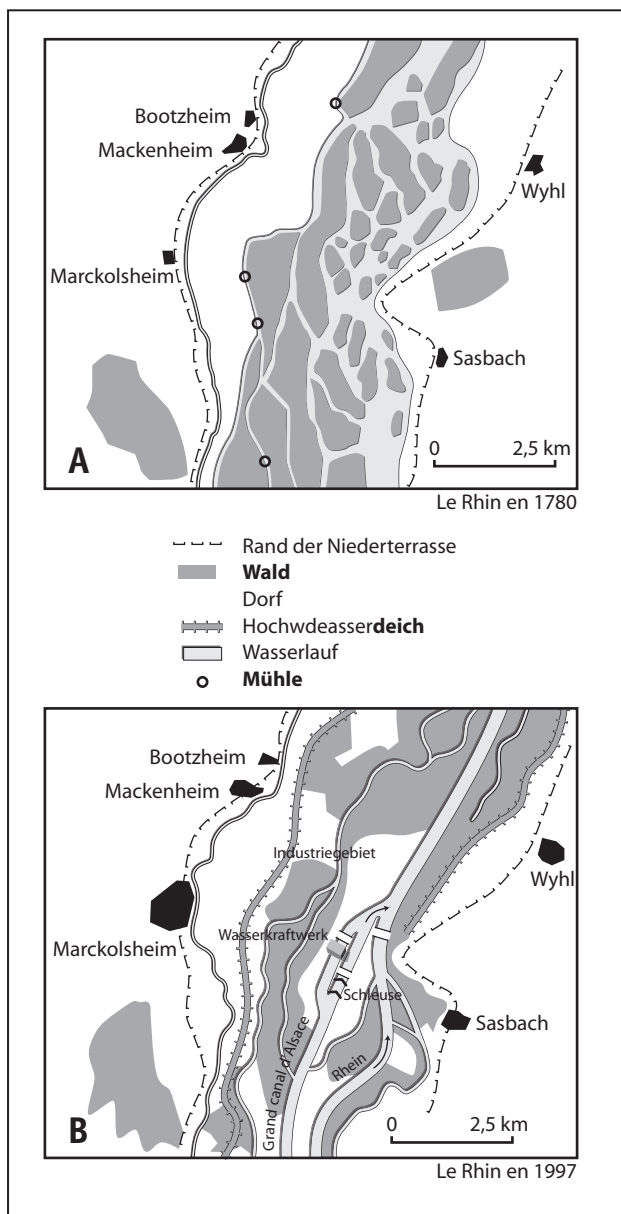 Bootzheim
Mackenheim
Wyhl
Marckolsheim
Sasbach
A
0 2,5 km
Le Rhin en 1780
Rand der Niederterrasse
Wald
Dorf
Hochwdeasserdeich
Wasserlauf
Mühle
Bootzheim
Mackenheim
Industriegebiet
Wyhl
Marckolsheim
Wasserkraftwerk
Schleuse
Sasbach
Grand canal d'Alsace
Rhein
B
0 2,5 km
Le Rhin en 1997